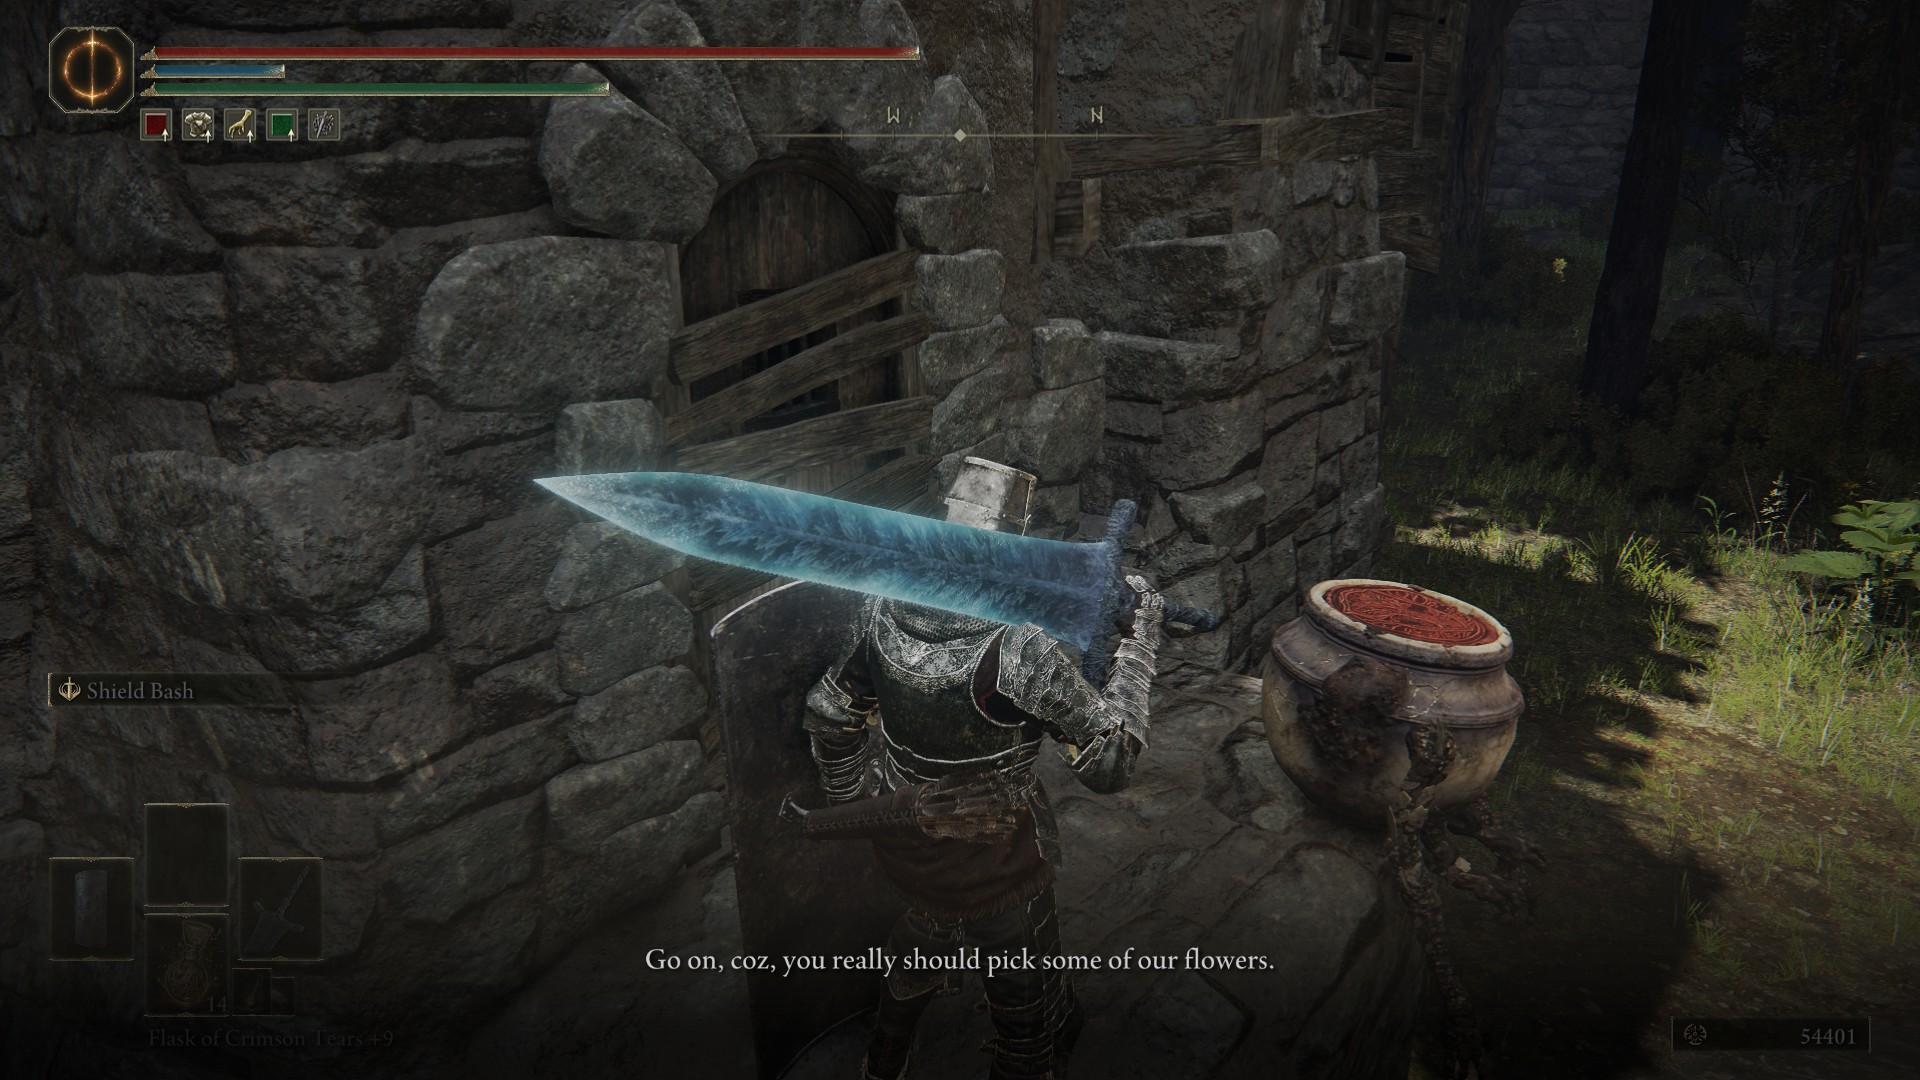 W N
Shield Bash
Go on, coz, you really should pick some of our flowers.
14
Flask of Crimson Tears +9
54401